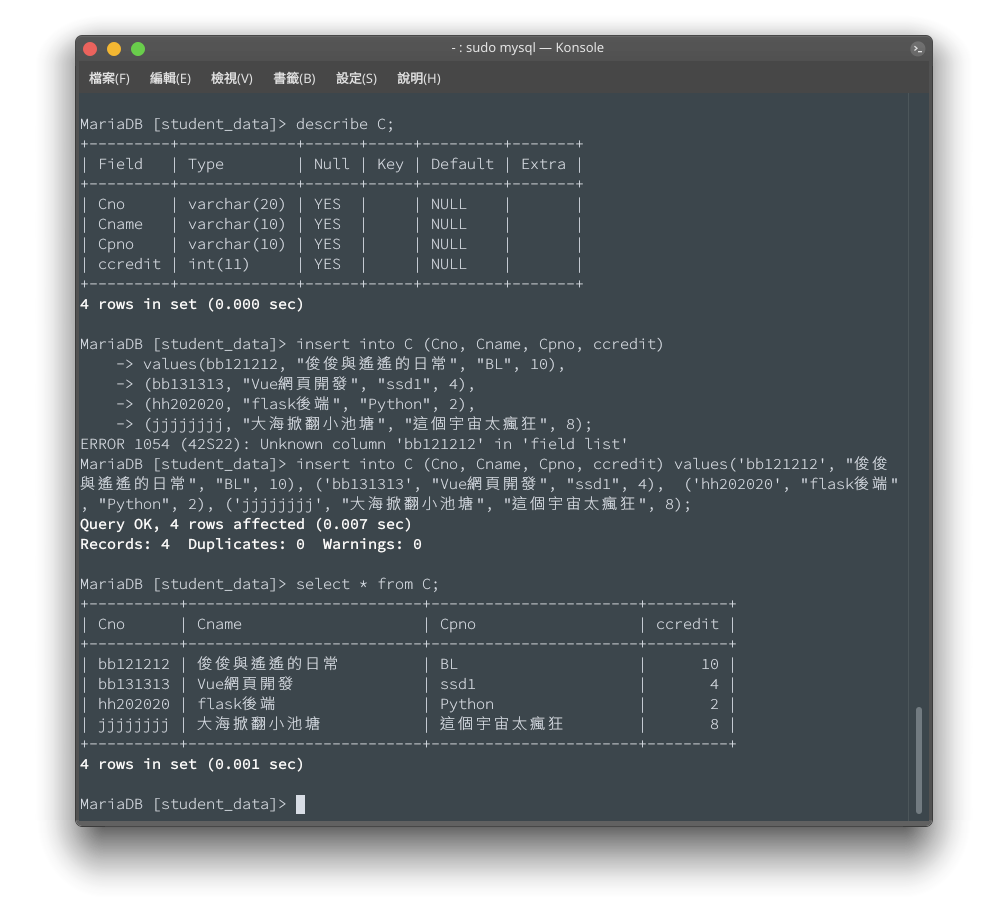 - : sudo mysql — Konsole
檔案(F) 編輯(E) 檢視(V) 書籤(B) 設定(S) 說明(H)
MariaDB [student_data]> describe C;
+---------+-------------+------+-----+---------+-------+
| Field   | Type        | Null | Key | Default | Extra |
+---------+-------------+------+-----+---------+-------+
| Cno     | varchar(20) | YES  |     | NULL    |       |
| Cname   | varchar(10) | YES  |     | NULL    |       |
| Cpno    | varchar(10) | YES  |     | NULL    |       |
| ccredit | int(11)     | YES  |     | NULL    |       |
+---------+-------------+------+-----+---------+-------+
4 rows in set (0.000 sec)
MariaDB [student_data]> insert into C (Cno, Cname, Cpno, ccredit)
    -> values(bb121212, "俊俊與遙遙的日常", "BL", 10),
    -> (bb131313, "Vue網頁開發", "ssd1", 4),
    -> (hh202020, "flask後端", "Python", 2),
    -> (jjjjjjjj, "大海掀翻小池塘", "這個宇宙太瘋狂", 8);
ERROR 1054 (42S22): Unknown column 'bb121212' in 'field list'
MariaDB [student_data]> insert into C (Cno, Cname, Cpno, ccredit) values('bb121212', "俊俊
與遙遙的日常", "BL", 10), ('bb131313', "Vue網頁開發", "ssd1", 4),  ('hh202020', "flask後端"
, "Python", 2), ('jjjjjjjj', "大海掀翻小池塘", "這個宇宙太瘋狂", 8);
Query OK, 4 rows affected (0.007 sec)
Records: 4  Duplicates: 0  Warnings: 0
MariaDB [student_data]> select * from C;
+----------+--------------------------+-----------------------+---------+
| Cno      | Cname                    | Cpno                  | ccredit |
+----------+--------------------------+-----------------------+---------+
| bb121212 | 俊俊與遙遙的日常         | BL                    |      10 |
| bb131313 | Vue網頁開發              | ssd1                  |       4 |
| hh202020 | flask後端                | Python                |       2 |
| jjjjjjjj | 大海掀翻小池塘           | 這個宇宙太瘋狂        |       8 |
+----------+--------------------------+-----------------------+---------+
4 rows in set (0.001 sec)
MariaDB [student_data]>